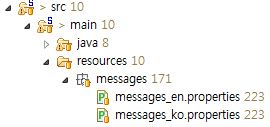 > src 10
> main 10
java 8
resources 10
messages 171
messages_en.properties 223
messages_ko.properties 223